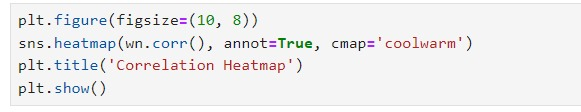 plt.figure(figsize=(10, 8))
sns.heatmap(wn.corr(), annot=True, cmap='coolwarm')
plt.title('Correlation Heatmap')
plt.show()